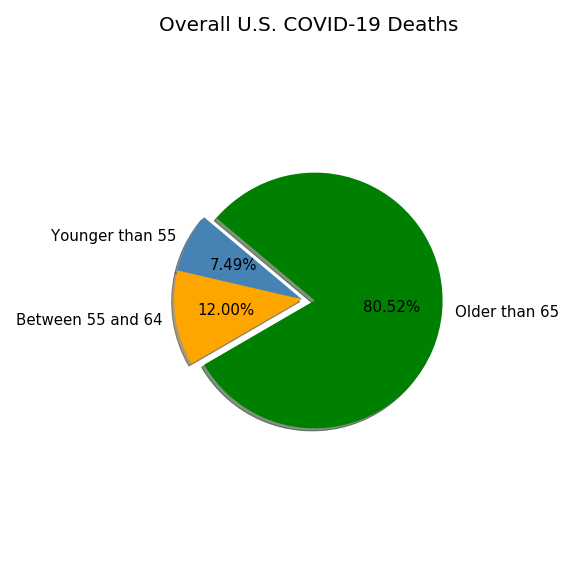 Overall U.S. COVID-19 Deaths
Younger than 55
7.49%
12.00%
Between 55 and 64
80.52%
Older than 65